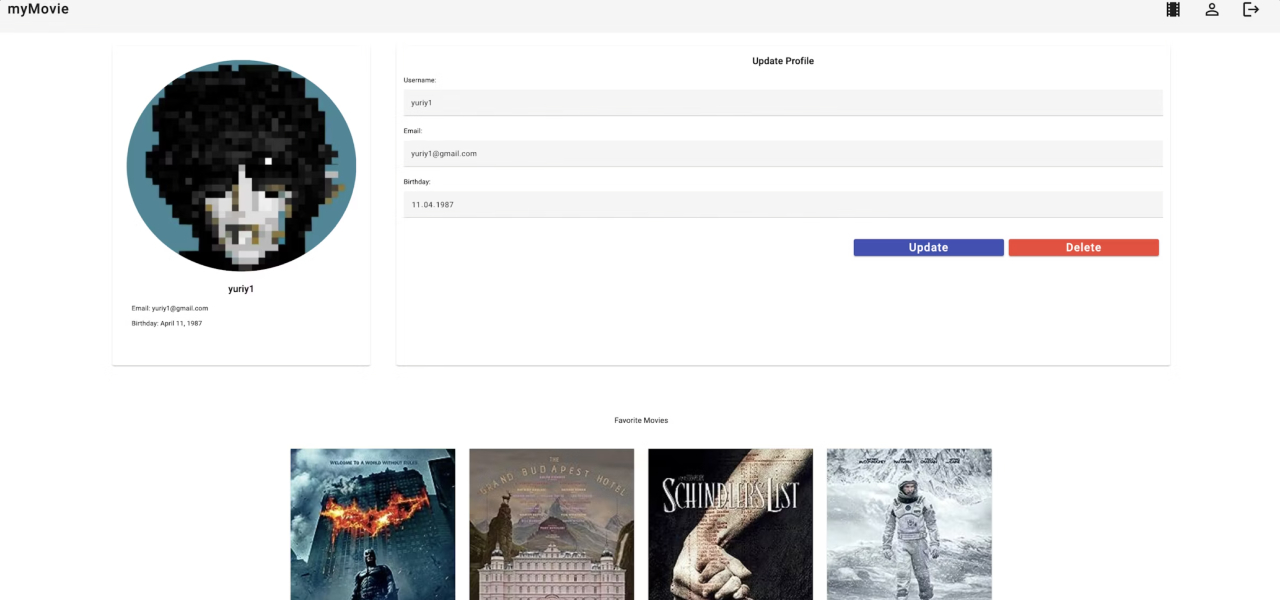 myMovie
Update Profile
Username:
yuriy1
Email:
yuriy1@gmail.com
Birthday:
11.04.1987
Update Delete
yuriy1
Email: yuriy1@gmail.com
Birthday: April 11, 1987
Favorite Movies
WELCOME TO A WORLD WITHOUT RULES
THE
GRAND BUDAPEST HOTEL
SCHINDLER'S LIST